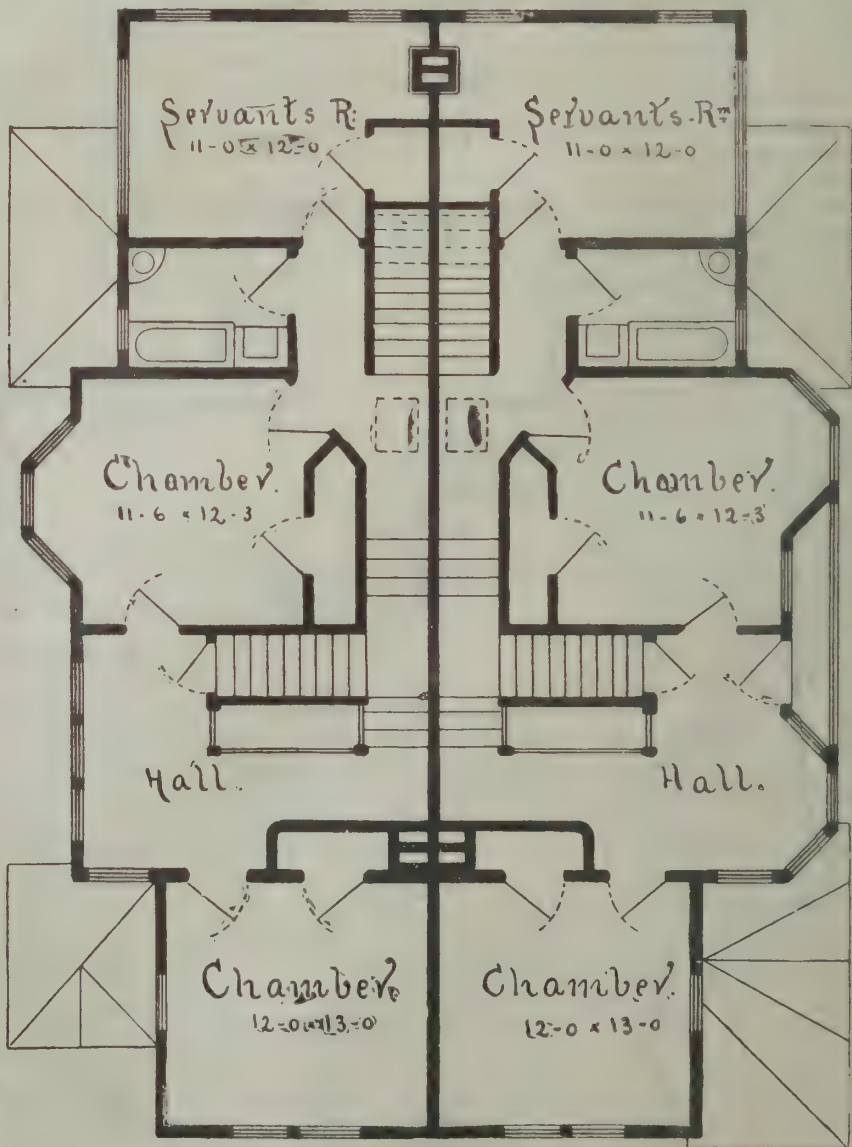 Servants R:
11-0 x 12-0
Servants-Rm
11-0 x 12-0
Chamber.
11-6 x 12-3
Chamber.
11-6 x 12-3
Hall.
Hall.
Chamber.
12-0 x 13-0
Chamber.
12-0 x 13-0